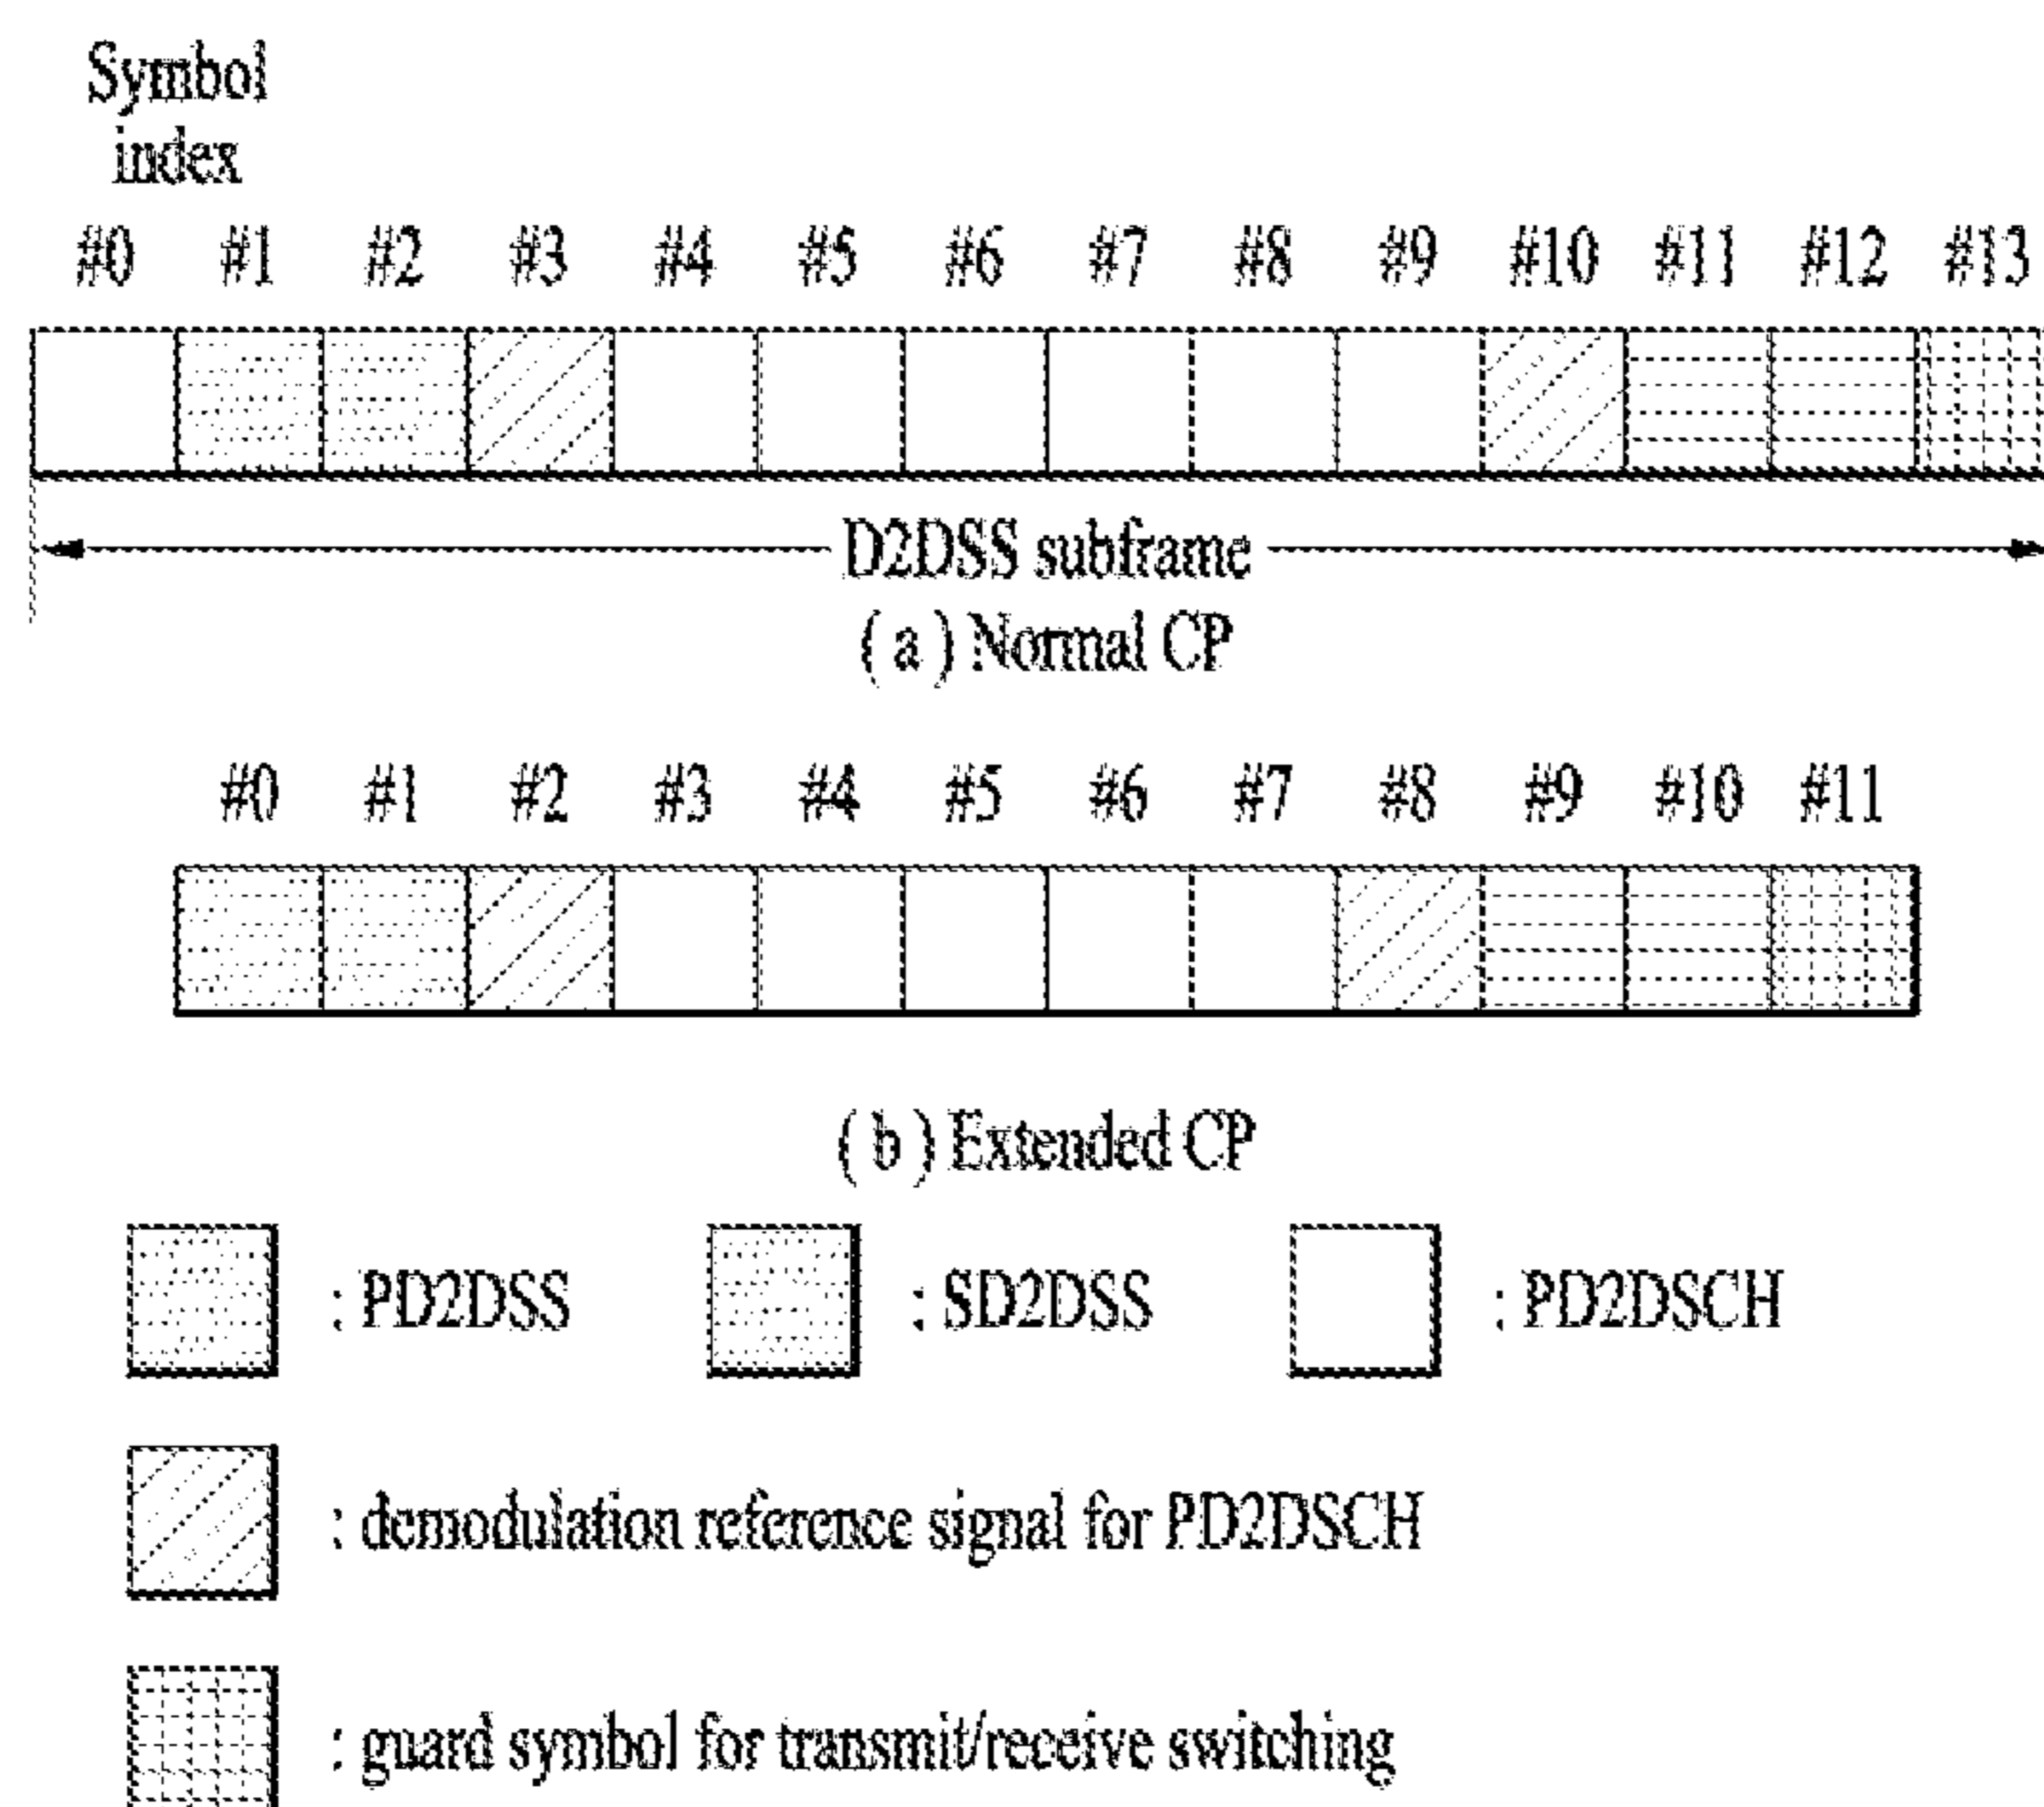 Symbol
index
#0 #1 #2 #3 #4 #5 #6 #7 #8 #9 #10 #11 #12 #13
D2DSS subframe
( a ) Normal CP
#0 #1 #2 #3 #4 #5 #6 #7 #8 #9 #10 #11
( b ) Extended CP
: PD2DSS : SD2DSS : PD2DSCH
: demodulation reference signal for PD2DSCH
: guard symbol for transmit/receive switching